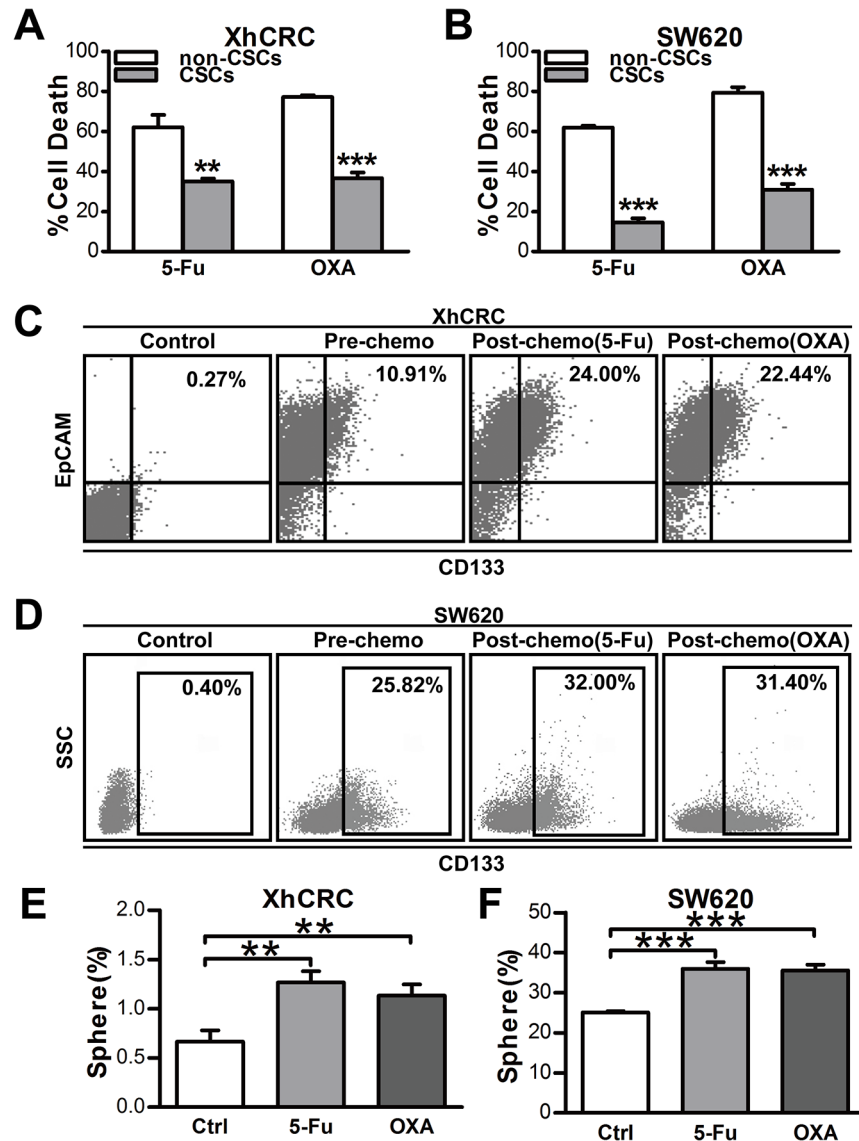 A
XhCRC
non-CSCs
CSCs
% Cell Death
100
80
60
40
20
0
**
***
5-Fu
OXA
B
SW620
non-CSCs
CSCs
% Cell Death
100
80
60
40
20
0
***
***
5-Fu
OXA
C
XhCRC
Control
Pre-chemo
Post-chemo(5-Fu)
Post-chemo(OXA)
0.27%
10.91%
24.00%
22.44%
EpCAM
CD133
D
SW620
Control
Pre-chemo
Post-chemo(5-Fu)
Post-chemo(OXA)
0.40%
25.82%
32.00%
31.40%
SSC
CD133
E
XhCRC
Sphere(%)
2.0
1.5
1.0
0.5
0.0
**
**
Ctrl
5-Fu
OXA
F
SW620
Sphere(%)
50
40
30
20
10
0
***
***
Ctrl
5-Fu
OXA